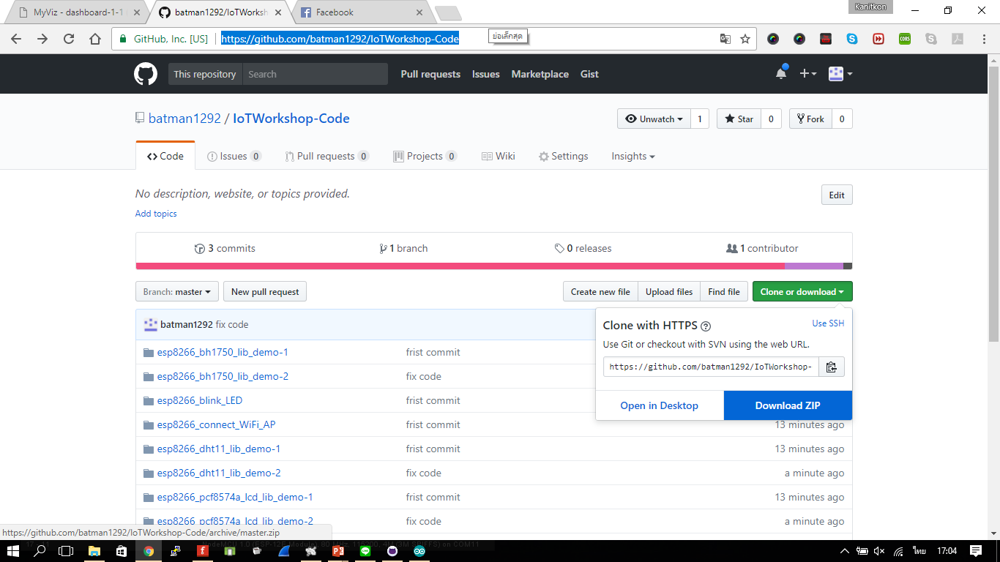 MyViz - dashboard-1-1
batman1292/IoTWorksh
Facebook
Kanitkon
GitHub, Inc. [US]
https://github.com/batman1292/IoTWorkshop-Code
ย่อเล็กสุด
This repository
Search
Pull requests
Issues
Marketplace
Gist
batman1292 / IoTWorkshop-Code
Unwatch 1
Star 0
Fork 0
Code
Issues 0
Pull requests 0
Projects 0
Wiki
Settings
Insights
No description, website, or topics provided.
Edit
Add topics
3 commits
1 branch
0 releases
1 contributor
Branch: master
New pull request
Create new file
Upload files
Find file
Clone or download
batman1292 fix code
Clone with HTTPS
Use SSH
Use Git or checkout with SVN using the web URL.
https://github.com/batman1292/IoTWorkshop-
Open in Desktop
Download ZIP
esp8266_bh1750_lib_demo-1 frist commit
esp8266_bh1750_lib_demo-2 fix code
esp8266_blink_LED frist commit
esp8266_connect_WiFi_AP frist commit 13 minutes ago
esp8266_dht11_lib_demo-1 frist commit 13 minutes ago
esp8266_dht11_lib_demo-2 fix code a minute ago
esp8266_pcf8574a_lcd_lib_demo-1 frist commit 13 minutes ago
esp8266_pcf8574a_lcd_lib_demo-2 fix code a minute ago
https://github.com/batman1292/IoTWorkshop-Code/archive/master.zip
ไทย
17:04